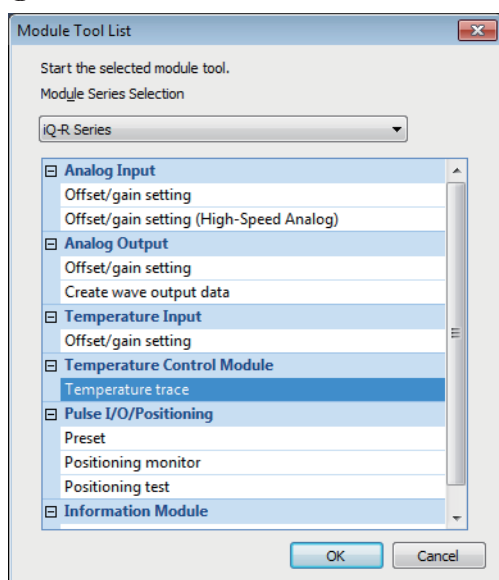 Module Tool List
Start the selected module tool.
Module Series Selection
iQ-R Series
Analog Input
Offset/gain setting
Offset/gain setting (High-Speed Analog)
Analog Output
Offset/gain setting
Create wave output data
Temperature Input
Offset/gain setting
Temperature Control Module
Temperature trace
Pulse I/O/Positioning
Preset
Positioning monitor
Positioning test
Information Module
OK Cancel